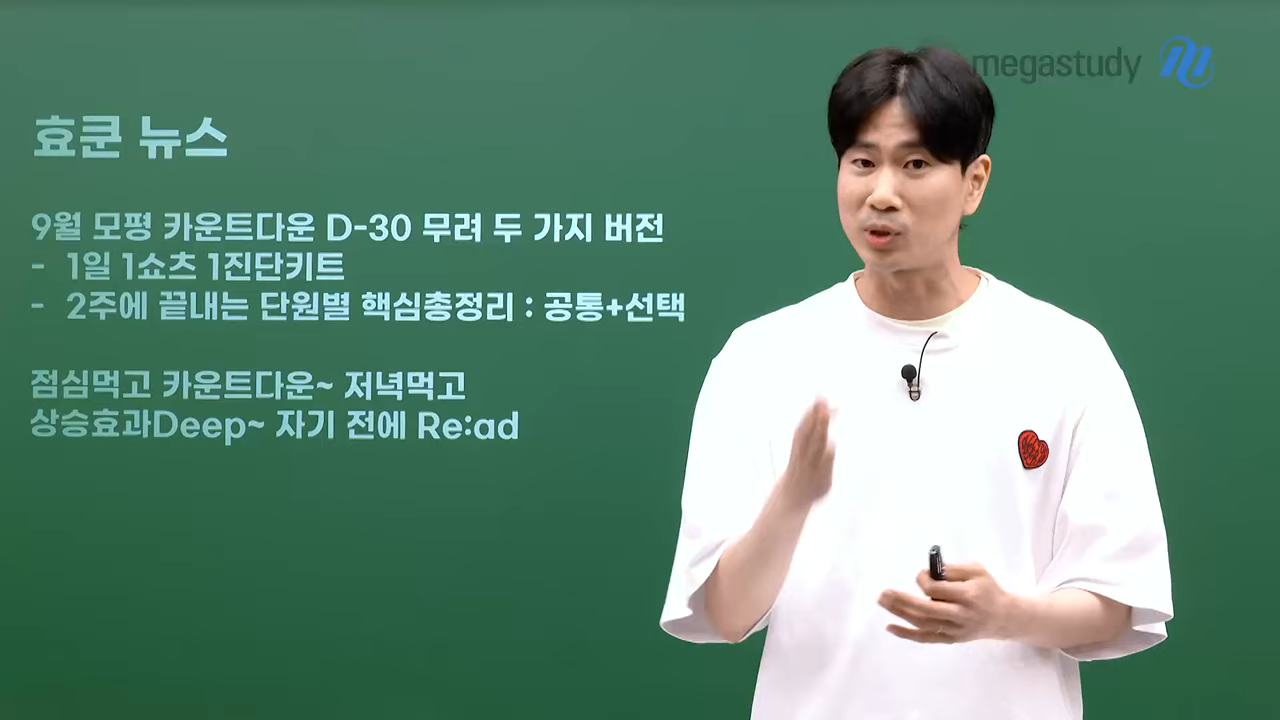 megastudy
효쿤 뉴스
9월 모평 카운트다운 D-30 무려 두 가지 버전
- 1일 1쇼츠 1진단키트
- 2주에 끝내는 단원별 핵심총정리 : 공통+선택
점심먹고 카운트다운~ 저녁먹고
상승효과Deep~ 자기 전에 Re:ad